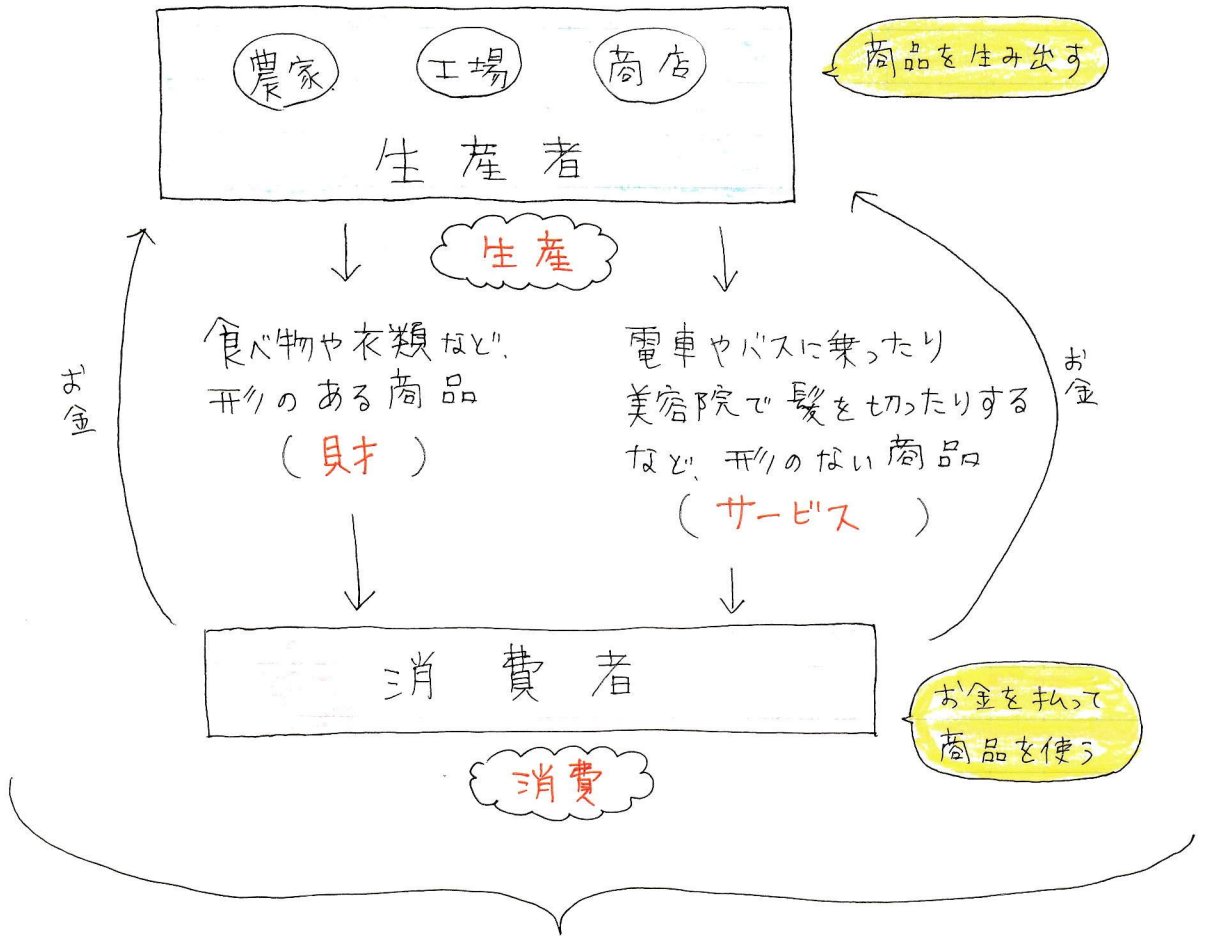 農家 工場 商店
商品を生み出す
生産者
生産
食べ物や衣類など、
形のある商品
(財)
電車やバスに乗ったり
美容院で髪を切ったりする
など、形のない商品
(サービス)
お金
お金
消費者
お金を払って
商品を使う
消費